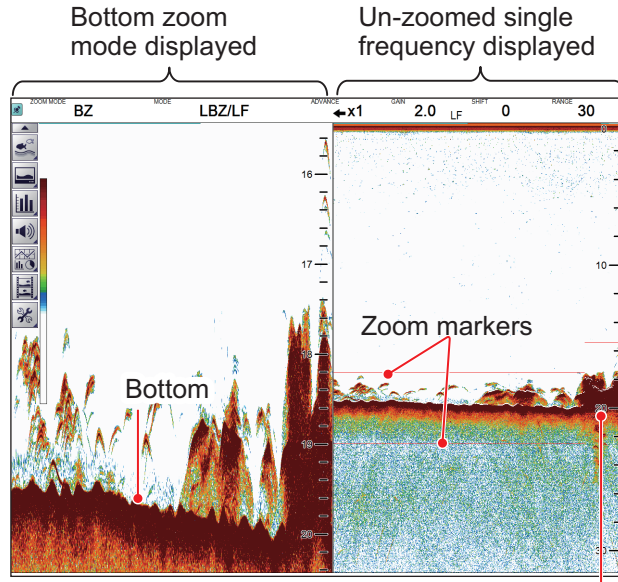 Bottom zoom
mode displayed
Un-zoomed single
frequency displayed
ZOOM MODE BZ MODE LBZ/LF ADVANCE x1 GAIN 2.0 LF SHIFT 0 RANGE 30
16
17
18
19
20
Bottom
0
10
Zoom markers
20
30